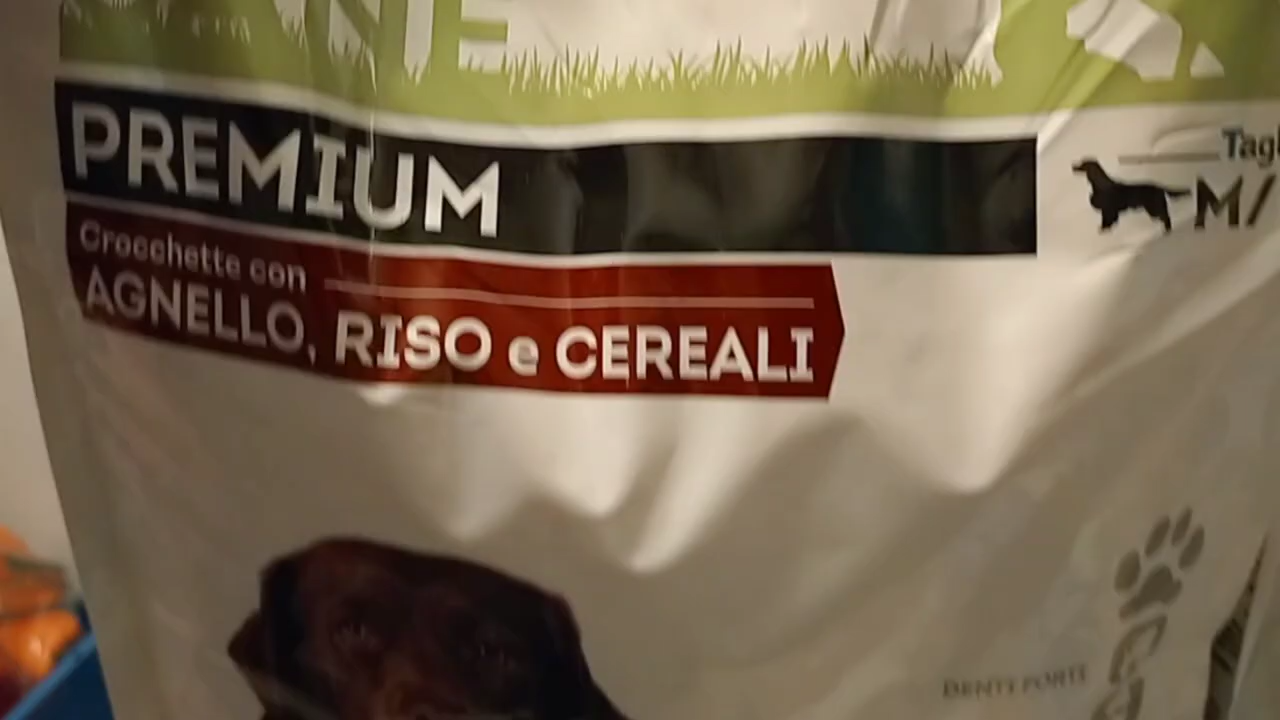 PREMIUM
Crocchette con
AGNELLO, RISO e CEREALI
M/
DENTI FORTI